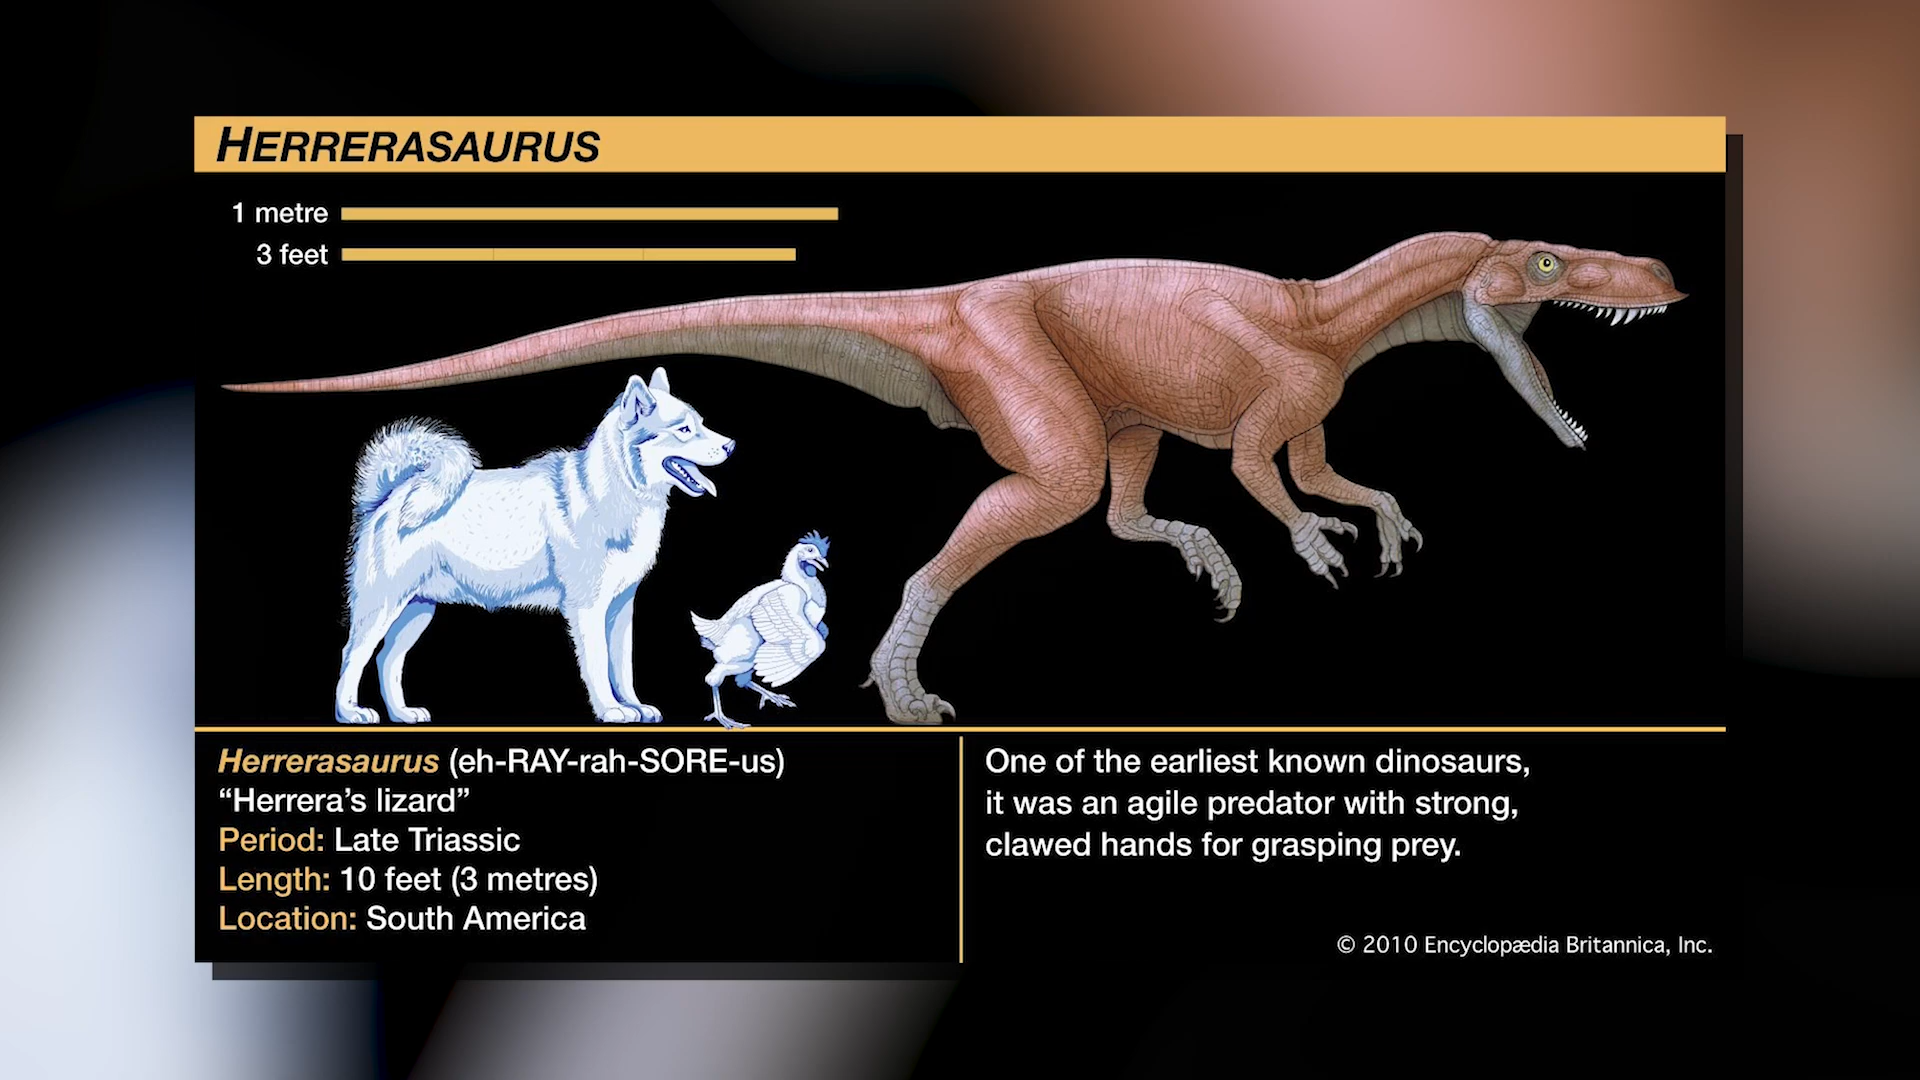 HERRERASAURUS
1 metre
3 feet
Herrerasaurus (eh-RAY-rah-SORE-us)
“Herrera’s lizard”
Period: Late Triassic
Length: 10 feet (3 metres)
Location: South America
One of the earliest known dinosaurs,
it was an agile predator with strong,
clawed hands for grasping prey.
© 2010 Encyclopædia Britannica, Inc.